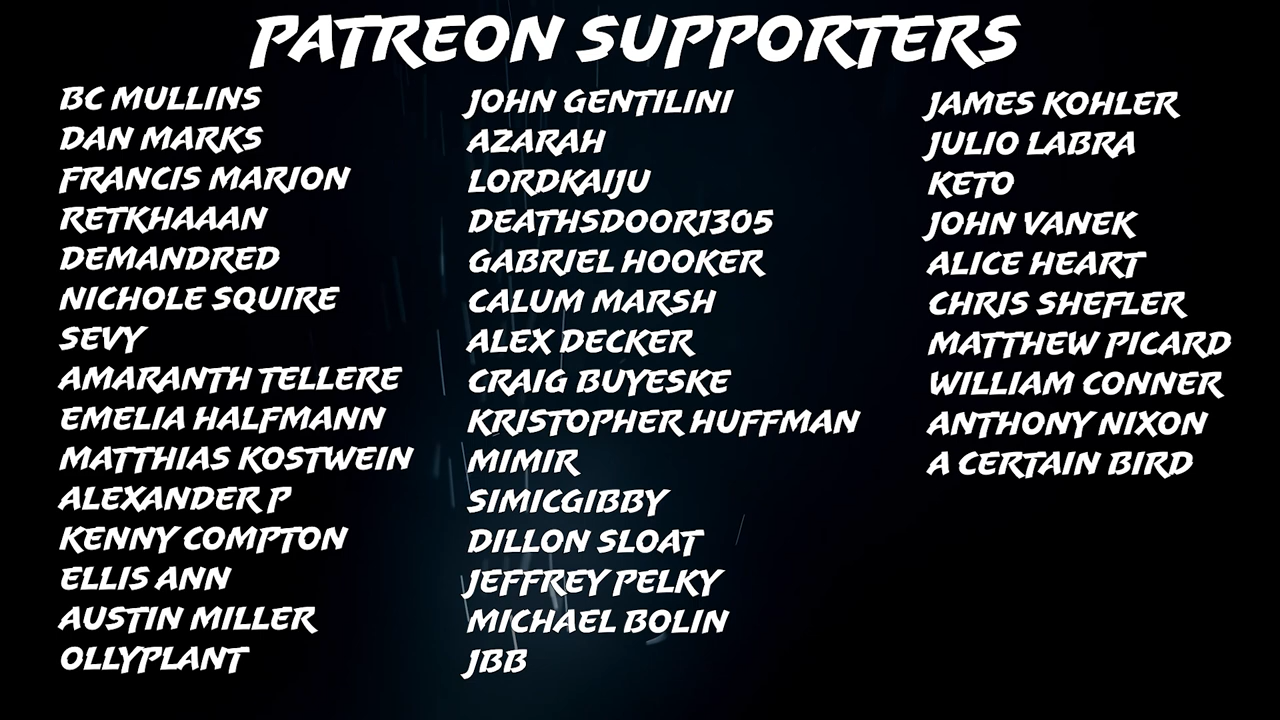 PATREON SUPPORTERS
BC MULLINS
DAN MARKS
FRANCIS MARION
RETKHAAAN
DEMANDRED
NICHOLE SQUIRE
SEVY
AMARANTH TELLERE
EMELIA HALFMANN
MATTHIAS KOSTWEIN
ALEXANDER P
KENNY COMPTON
ELLIS ANN
AUSTIN MILLER
OLLYPLANT
JOHN GENTILINI
AZARAH
LORDKAIJU
DEATHSDOOR1305
GABRIEL HOOKER
CALUM MARSH
ALEX DECKER
CRAIG BUYESKE
KRISTOPHER HUFFMAN
MIMIR
SIMICGIBBY
DILLON SLOAT
JEFFREY PELKY
MICHAEL BOLIN
JBB
JAMES KOHLER
JULIO LABRA
KETO
JOHN VANEK
ALICE HEART
CHRIS SHEFLER
MATTHEW PICARD
WILLIAM CONNER
ANTHONY NIXON
A CERTAIN BIRD